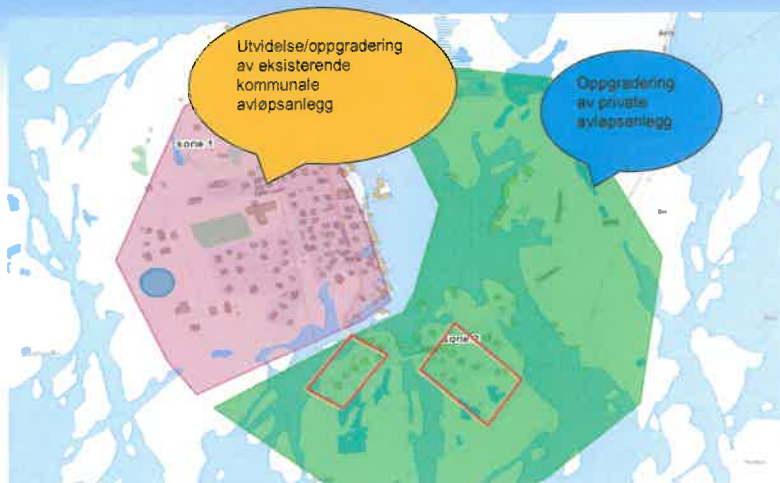 Utvidelse/oppgradering
av eksisterende
kommunale
avløpsanlegg
Oppgradering
av private
avløpsanlegg
sone 1
sone 2